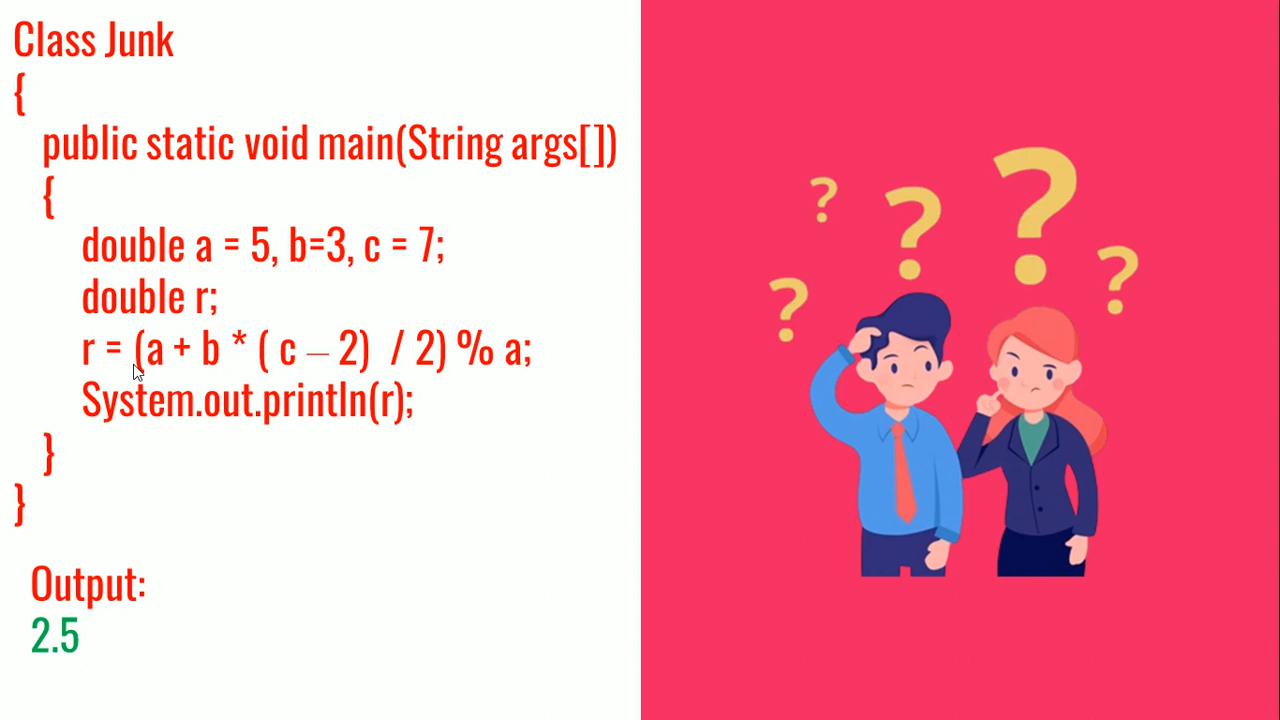 Class Junk
{
public static void main(String args[])
{
double a = 5, b=3, c = 7;
double r;
r = (a + b * ( c – 2)  / 2) % a;
System.out.println(r);
}
}
Output:
2.5
?
?
?
?
?